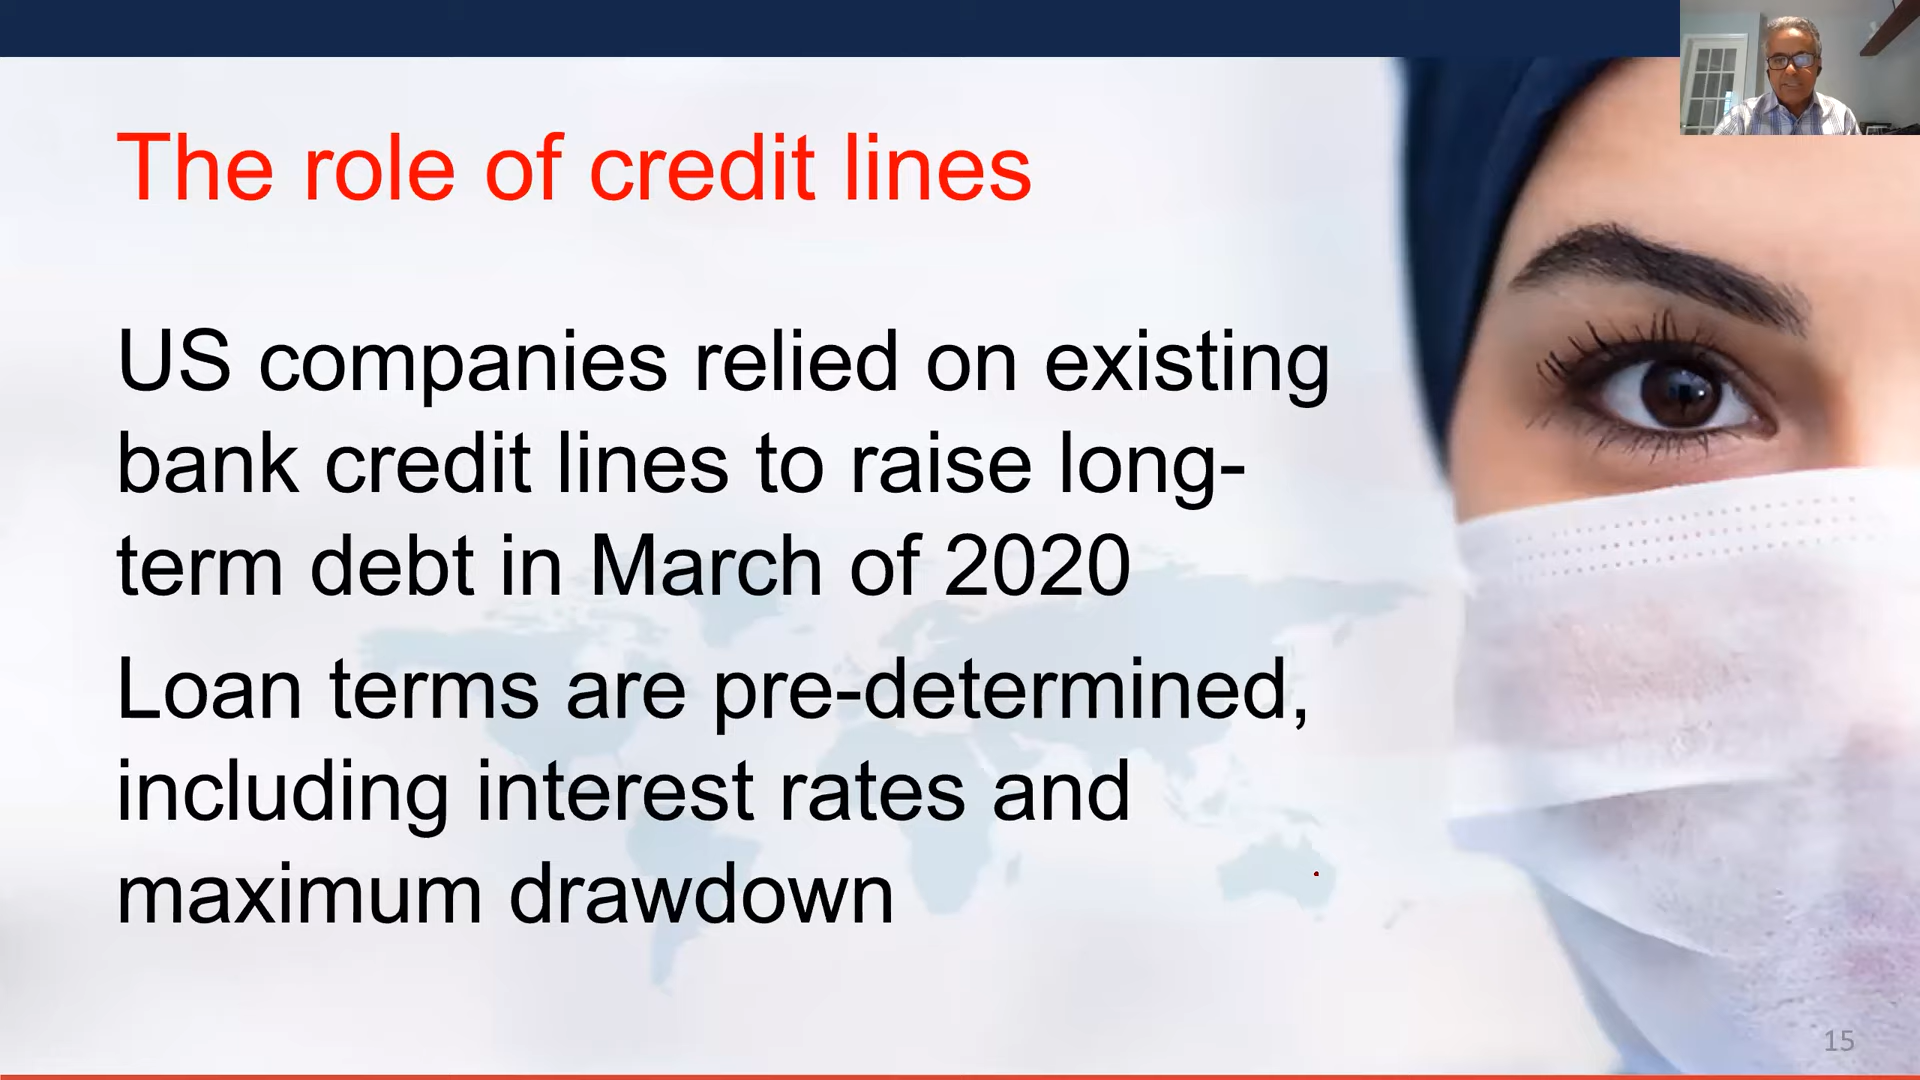 The role of credit lines
US companies relied on existing
bank credit lines to raise long-
term debt in March of 2020
Loan terms are pre-determined,
including interest rates and
maximum drawdown
15